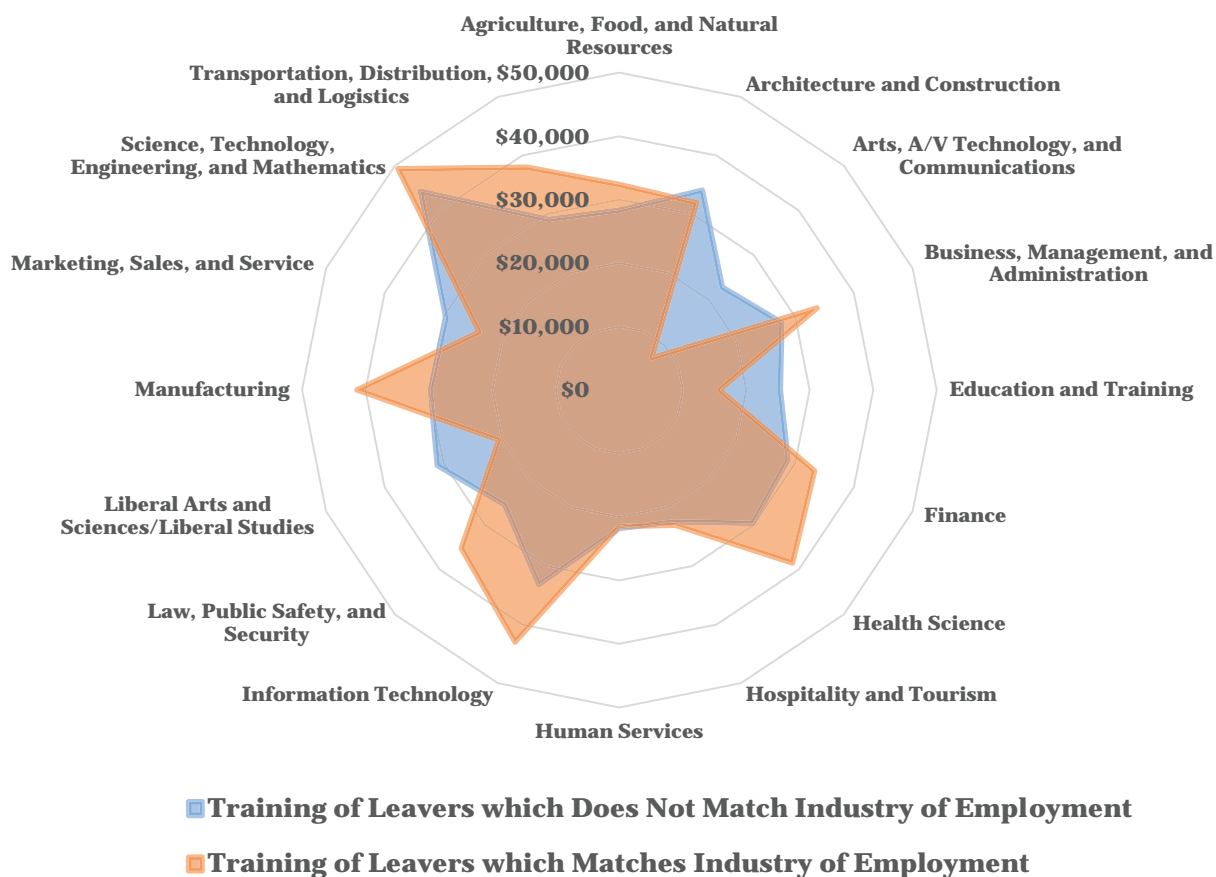 Agriculture, Food, and Natural
Resources
Transportation, Distribution,
and Logistics
$50,000
Architecture and Construction
$40,000
Science, Technology,
Engineering, and Mathematics
Arts, A/V Technology, and
Communications
$30,000
Marketing, Sales, and Service
$20,000
Business, Management, and
Administration
$10,000
Manufacturing
$0
Education and Training
Liberal Arts and
Sciences/Liberal Studies
Finance
Law, Public Safety, and
Security
Health Science
Information Technology
Hospitality and Tourism
Human Services
Training of Leavers which Does Not Match Industry of Employment
Training of Leavers which Matches Industry of Employment